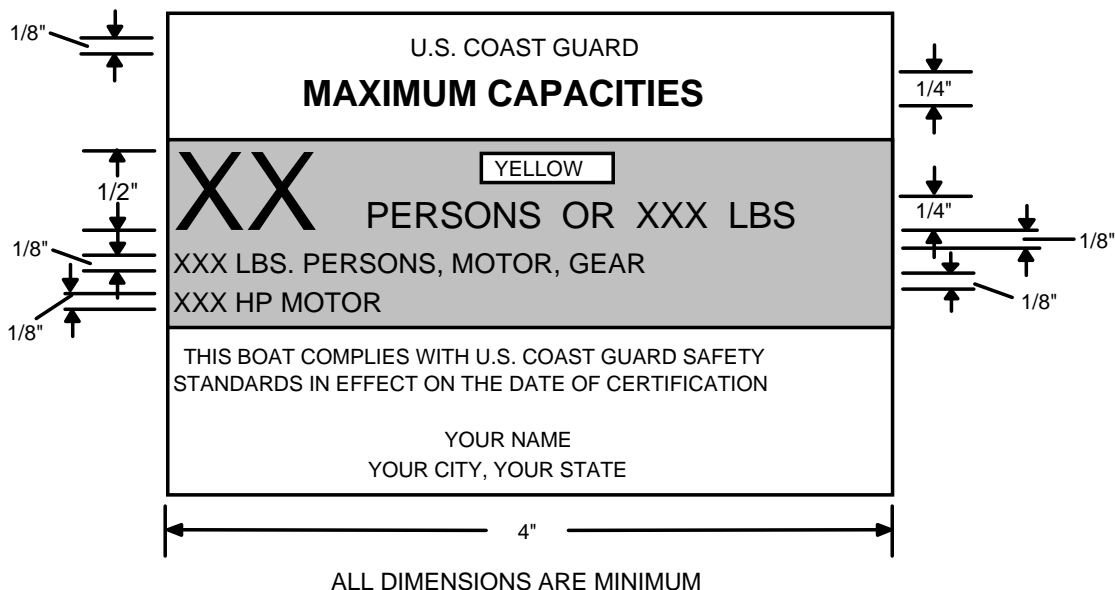 1/8"
U.S. COAST GUARD
MAXIMUM CAPACITIES
1/4"
XX
YELLOW
1/2"
PERSONS OR XXX LBS
1/4"
1/8"
1/8"
XXX LBS. PERSONS, MOTOR, GEAR
XXX HP MOTOR
1/8"
1/8"
THIS BOAT COMPLIES WITH U.S. COAST GUARD SAFETY
STANDARDS IN EFFECT ON THE DATE OF CERTIFICATION
YOUR NAME
YOUR CITY, YOUR STATE
4"
ALL DIMENSIONS ARE MINIMUM